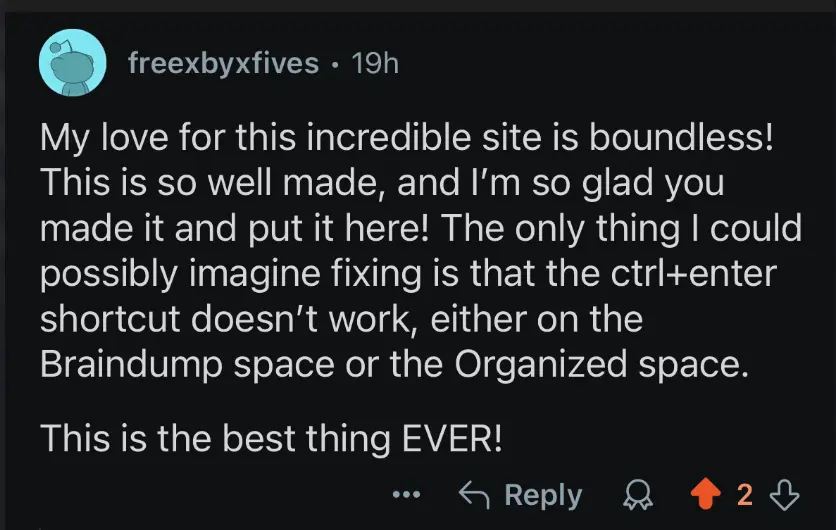 freexbyxfives • 19h
My love for this incredible site is boundless!
This is so well made, and I’m so glad you
made it and put it here! The only thing I could
possibly imagine fixing is that the ctrl+enter
shortcut doesn’t work, either on the
Braindump space or the Organized space.
This is the best thing EVER!
... Reply 2